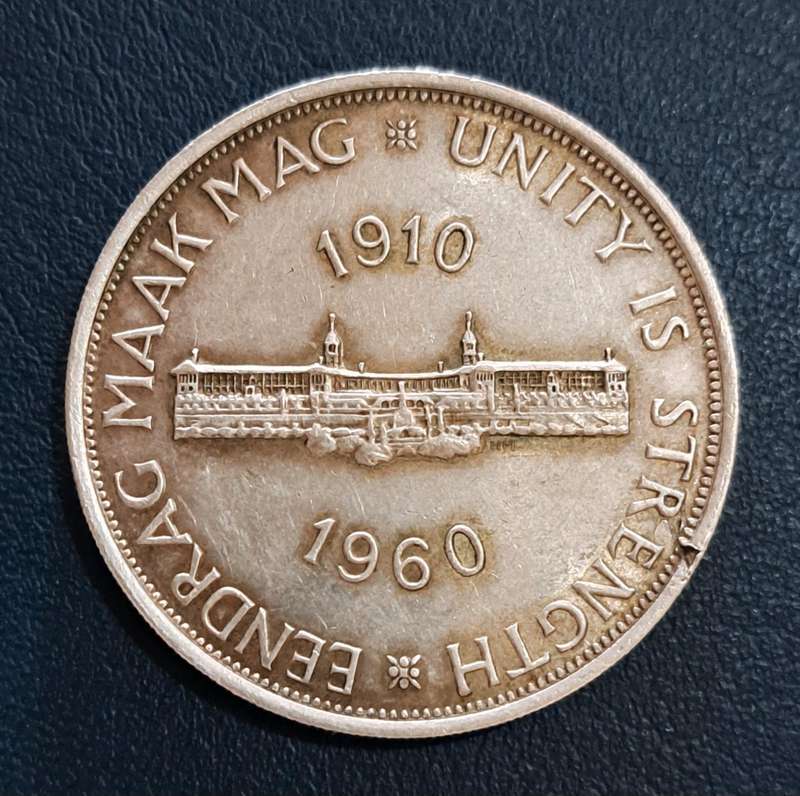 EENDRAG MAAK MAG
UNITY IS STRENGTH
1910
1960